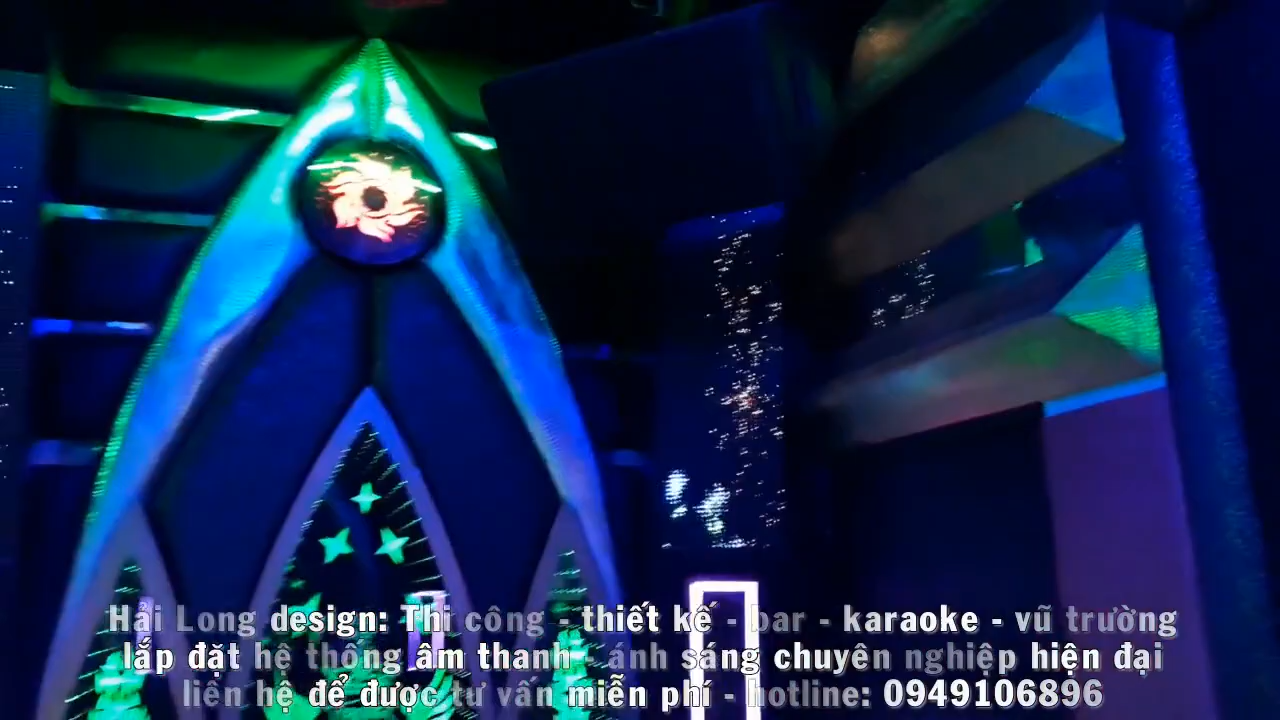 Hải Long design: Thi công - thiết kế - bar - karaoke - vũ trường
lắp đặt hệ thống âm thanh - ánh sáng chuyên nghiệp hiện đại
liên hệ để được tư vấn miễn phí - hotline: 0949106896